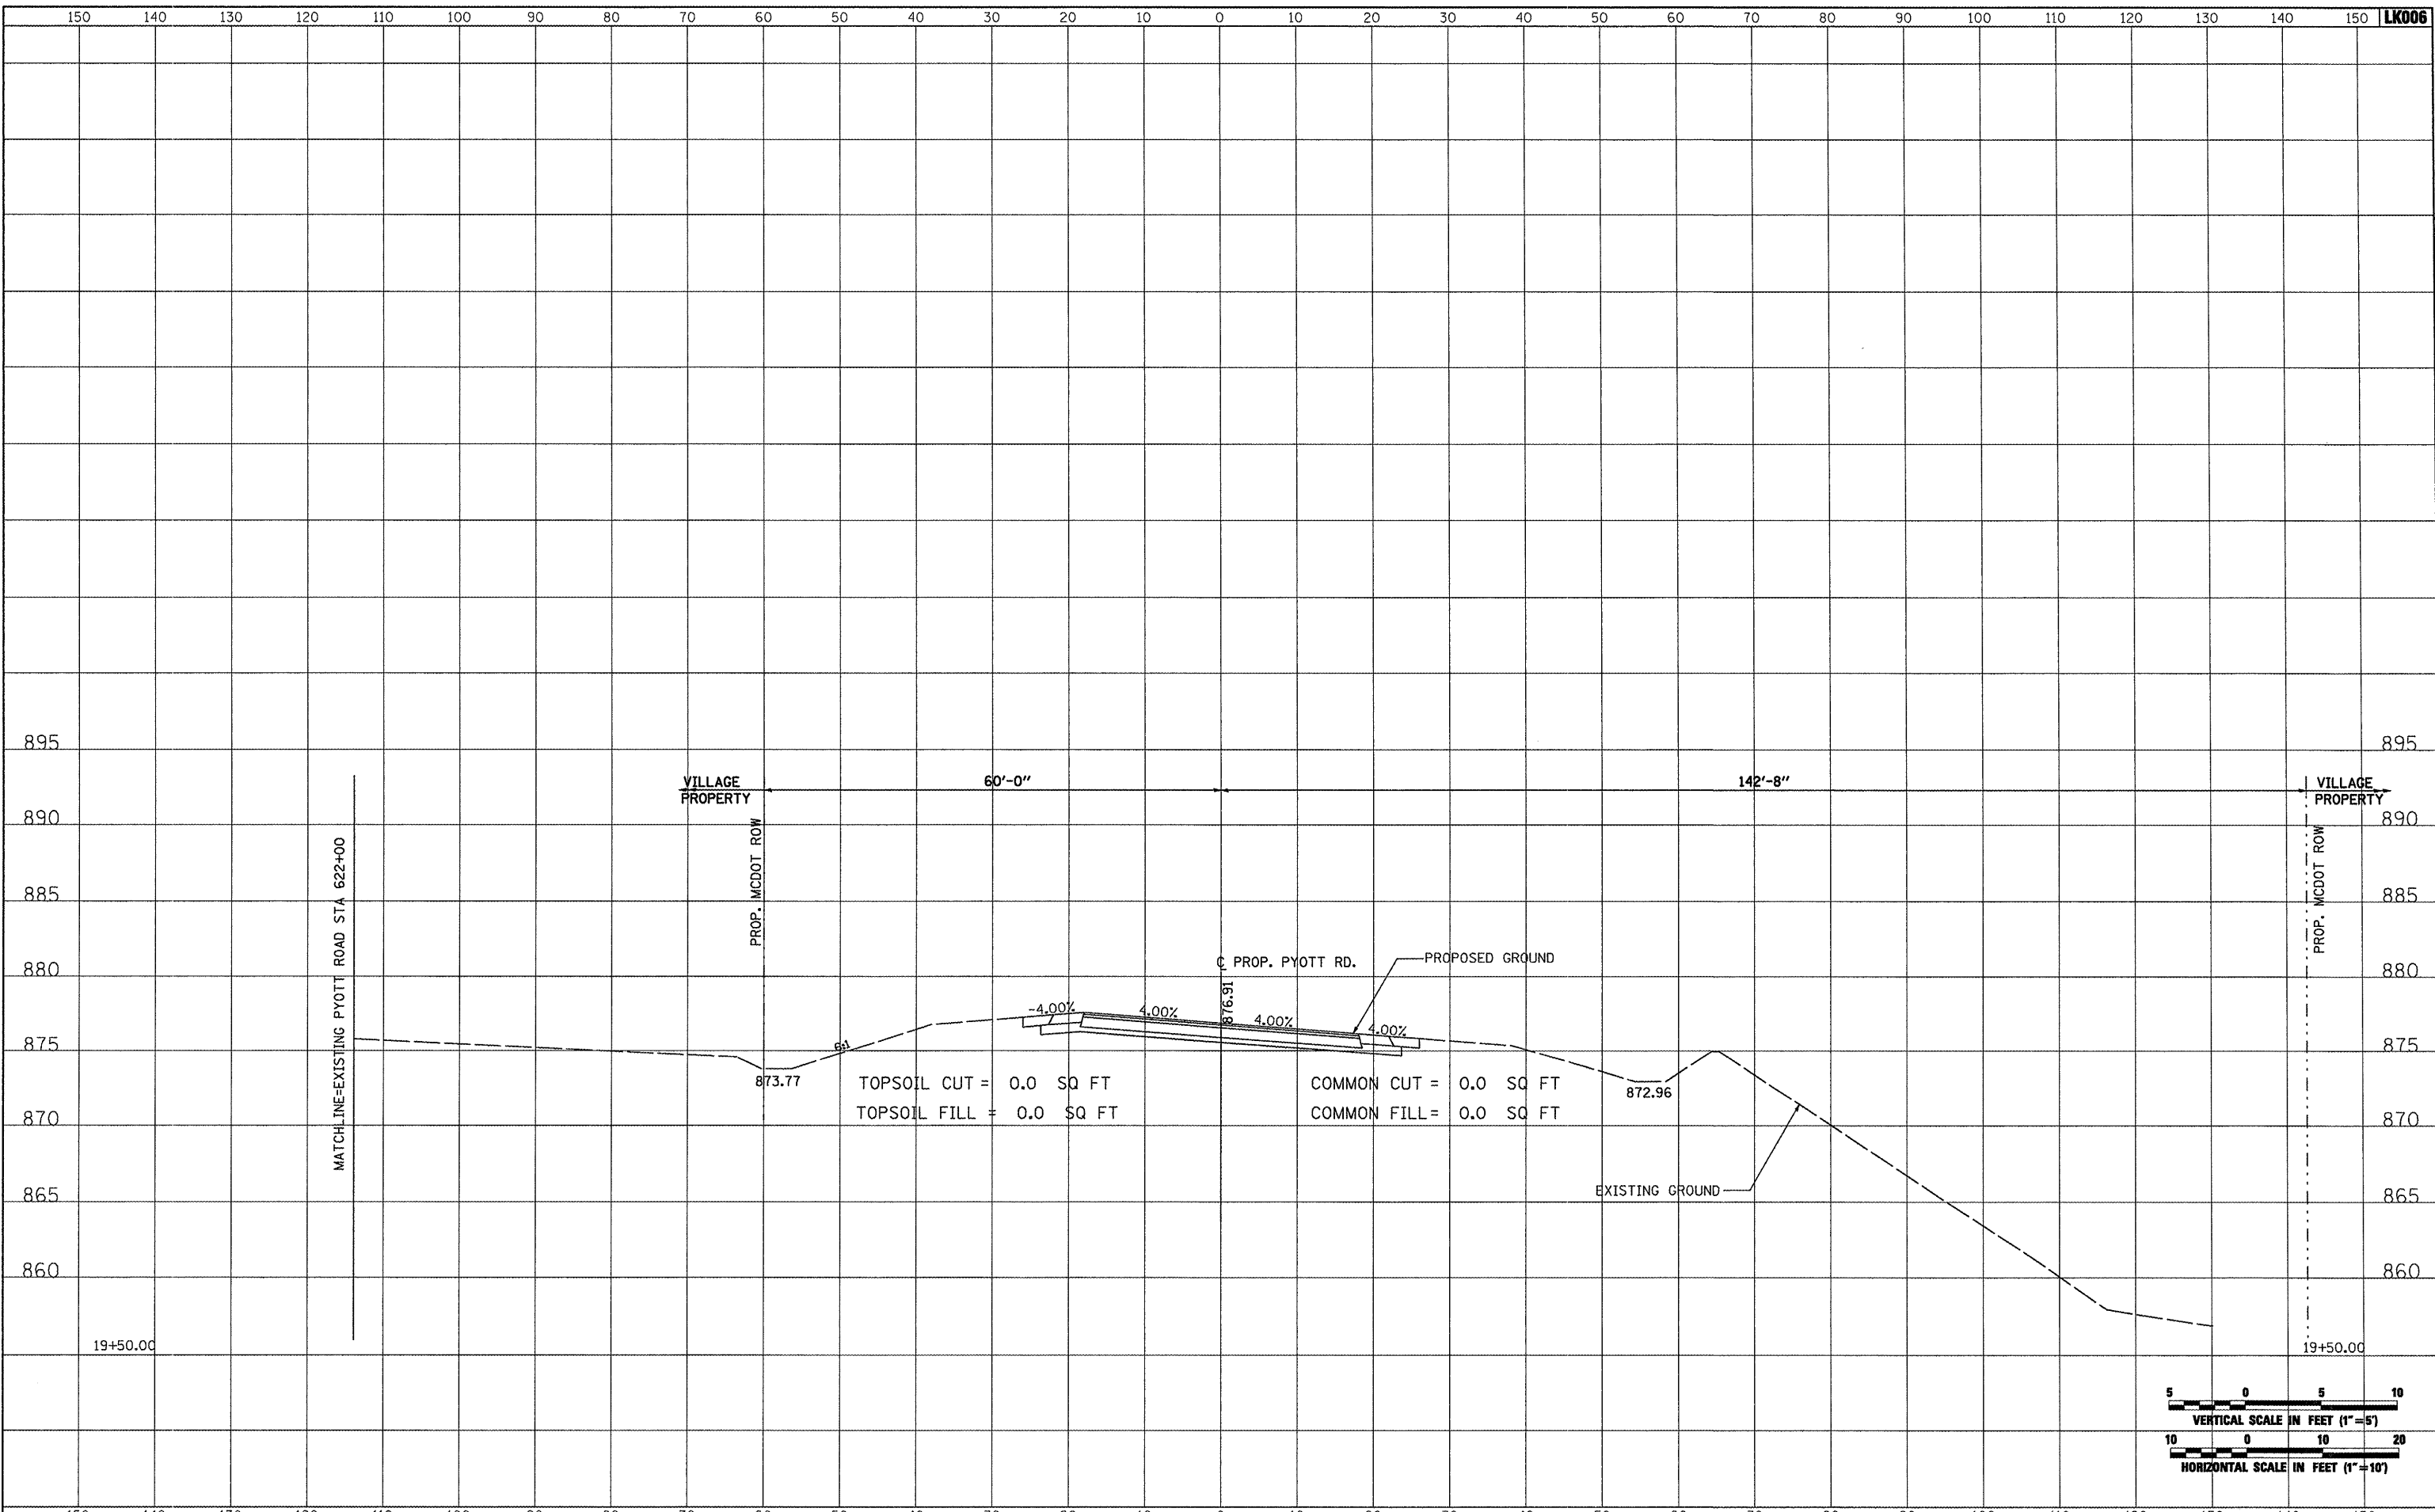 150 140 130 120 110 100 90 80 70 60 50 40 30 20 10 0 10 20 30 40 50 60 70 80 90 100 110 120 130 140 150 LK006
895 895
VILLAGE PROPERTY
60'-0"
142'-8"
VILLAGE PROPERTY
890 890
MATCHLINE=EXISTING PYOTT ROAD STA 622+00
PROP. MCDOT ROW
PROP. MCDOT ROW
885 885
880 880
℄ PROP. PYOTT RD.
PROPOSED GROUND
876.91
-4.00% 4.00% 4.00% 4.00%
875 875
6:1
873.77
872.96
TOPSOIL CUT = 0.0 SQ FT COMMON CUT = 0.0 SQ FT
TOPSOIL FILL = 0.0 SQ FT COMMON FILL= 0.0 SQ FT
870 870
EXISTING GROUND
865 865
860 860
19+50.00 19+50.00
5 0 5 10
VERTICAL SCALE IN FEET (1"=5')
10 0 10 20
HORIZONTAL SCALE IN FEET (1"=10')